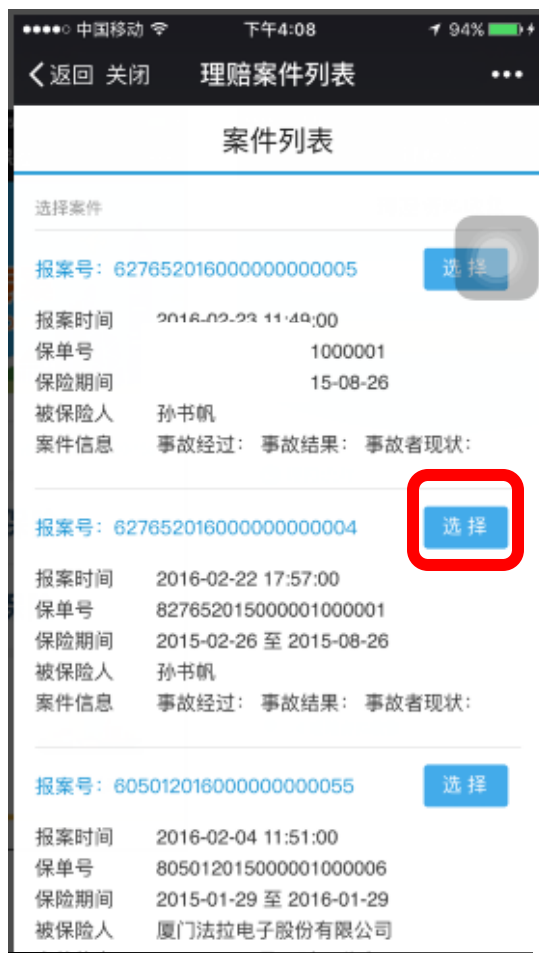 中国移动 下午4:08 94%
返回 关闭 理赔案件列表
案件列表
选择案件
报案号：6276520160000000000005 选 择
报案时间 2016-02-23 11:49:00
保单号 1000001
保险期间 15-08-26
被保险人 孙书帆
案件信息 事故经过： 事故结果： 事故者现状：
报案号：6276520160000000000004 选 择
报案时间 2016-02-22 17:57:00
保单号 827652015000001000001
保险期间 2015-02-26 至 2015-08-26
被保险人 孙书帆
案件信息 事故经过： 事故结果： 事故者现状：
报案号：6050120160000000000055 选 择
报案时间 2016-02-04 11:51:00
保单号 805012015000001000006
保险期间 2015-01-29 至 2016-01-29
被保险人 厦门法拉电子股份有限公司